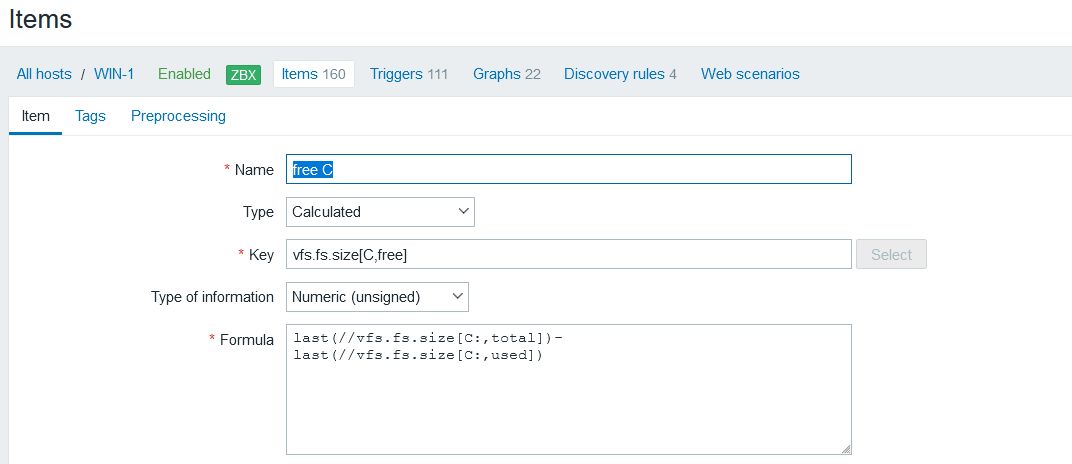 Items
All hosts / WIN-1 Enabled ZBX Items 160 Triggers 111 Graphs 22 Discovery rules 4 Web scenarios
Item Tags Preprocessing
* Name free C
Type Calculated
* Key vfs.fs.size[C,free] Select
Type of information Numeric (unsigned)
* Formula last(//vfs.fs.size[C:,total])-
last(//vfs.fs.size[C:,used])